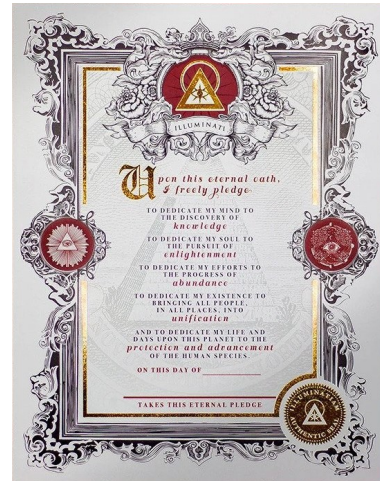 ILLUMINATI
Upon this eternal oath,
I freely pledge
TO DEDICATE MY MIND TO
THE DISCOVERY OF
knowledge
TO DEDICATE MY SOUL TO
THE PURSUIT OF
enlightenment
TO DEDICATE MY EFFORTS TO
THE PROGRESS OF
abundance
TO DEDICATE MY EXISTENCE TO
BRINGING ALL PEOPLE,
IN ALL PLACES, INTO
unification
AND TO DEDICATE MY LIFE AND
DAYS UPON THIS PLANET TO THE
protection and advancement
OF THE HUMAN SPECIES.
ON THIS DAY OF
TAKES THIS ETERNAL PLEDGE
ILLUMINATI